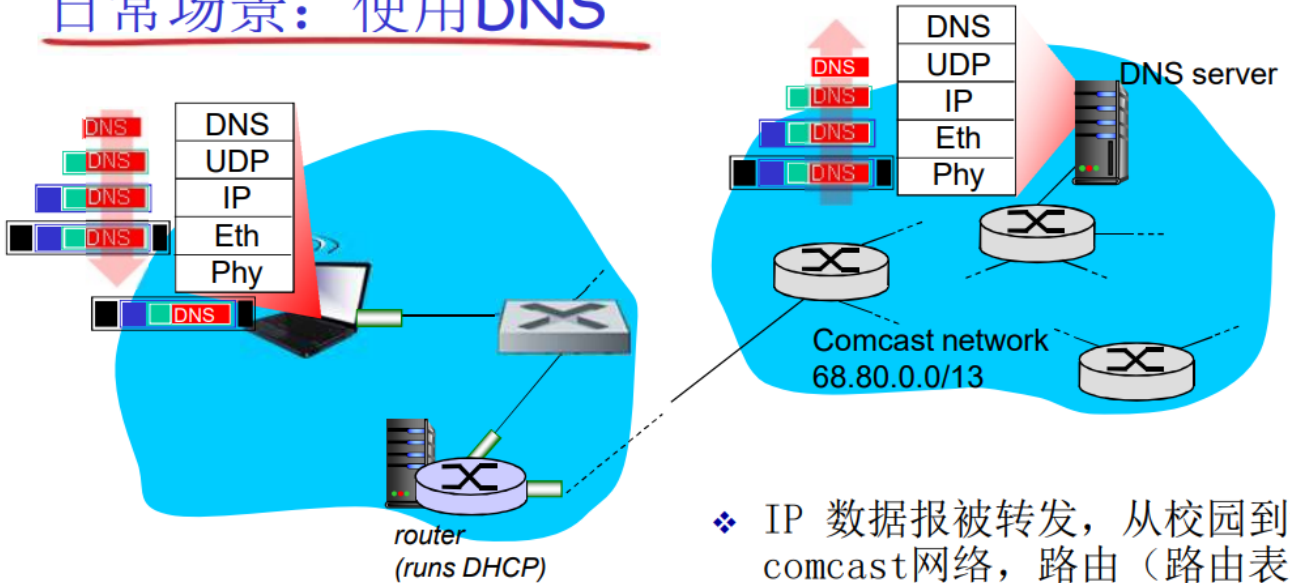 日常场景: 使用DNS
DNS
DNS
DNS
DNS
DNS
UDP
IP
Eth
Phy
DNS
router
(runs DHCP)
DNS
DNS
DNS
DNS
DNS
UDP
IP
Eth
Phy
DNS server
Comcast network
68.80.0.0/13
❖ IP 数据报被转发，从校园到
comcast网络，路由（路由表